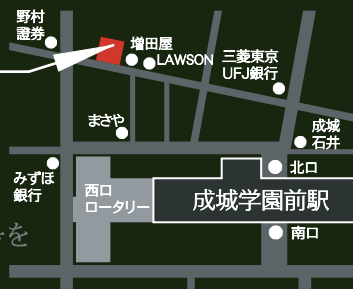 野村
證券
増田屋
LAWSON
三菱東京
UFJ銀行
まさや
成城
石井
みずほ
銀行
西口
ロータリー
北口
成城学園前駅
南口
を